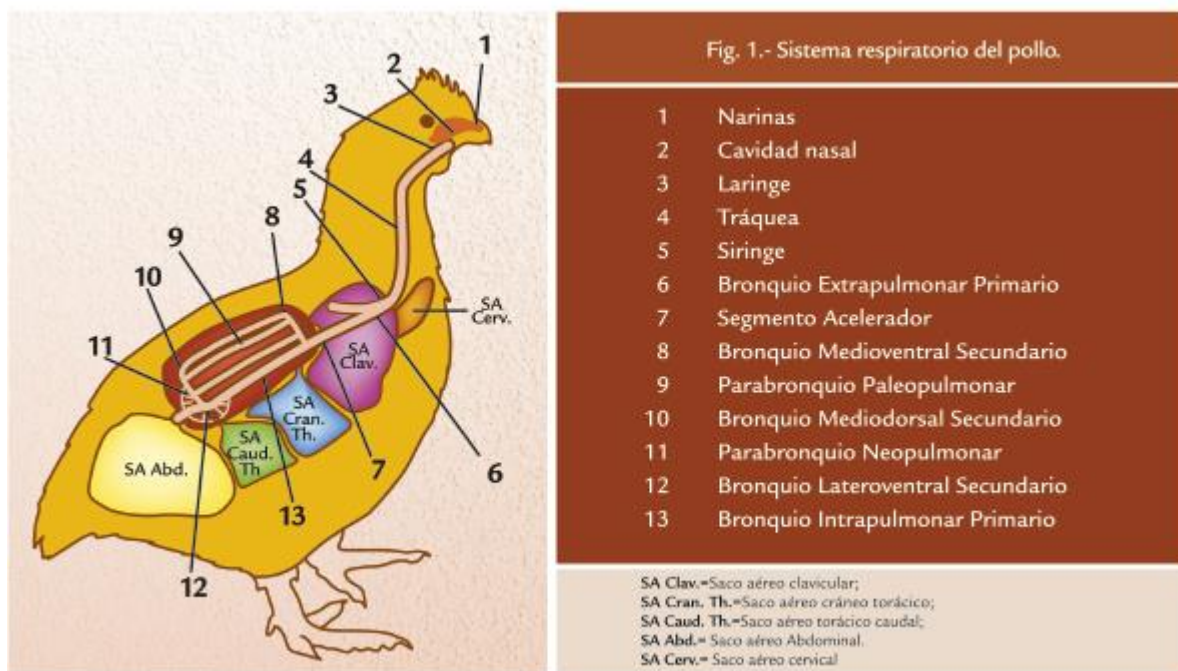 1
2
3
4
5
8
9
10
11
SA
Cerv.
SA
Clav.
SA
Cran.
Th.
SA
Caud.
Th
SA Abd.
7
6
13
12
Fig. 1.- Sistema respiratorio del pollo.
1 Narinas
2 Cavidad nasal
3 Laringe
4 Tráquea
5 Siringe
6 Bronquio Extrapulmonar Primario
7 Segmento Acelerador
8 Bronquio Medioventral Secundario
9 Parabronquio Paleopulmonar
10 Bronquio Mediodorsal Secundario
11 Parabronquio Neopulmonar
12 Bronquio Lateroventral Secundario
13 Bronquio Intrapulmonar Primario
SA Clav.=Saco aéreo clavicular;
SA Cran. Th.=Saco aéreo cráneo torácico;
SA Caud. Th.=Saco aéreo torácico caudal;
SA Abd.= Saco aéreo Abdominal.
SA Cerv.= Saco aéreo cervical